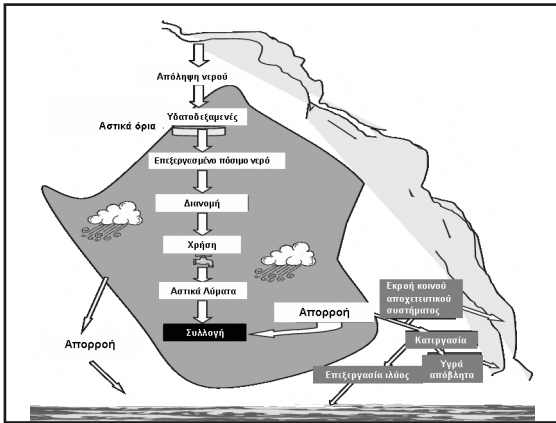 Απόληψη νερού
Υδατοδεξαμενές
Αστικά όρια
Επεξεργασμένο πόσιμο νερό
Διανομή
Χρήση
Αστικά Λύματα
Συλλογή
Απορροή
Απορροή
Εκροή κοινού
αποχετευτικού
συστήματος
Κατεργασία
Υγρά
απόβλητα
Επεξεργασία ιλύος